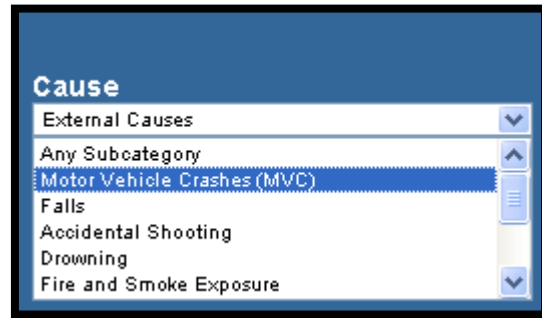 Cause
External Causes
Any Subcategory
Motor Vehicle Crashes (MVC)
Falls
Accidental Shooting
Drowning
Fire and Smoke Exposure